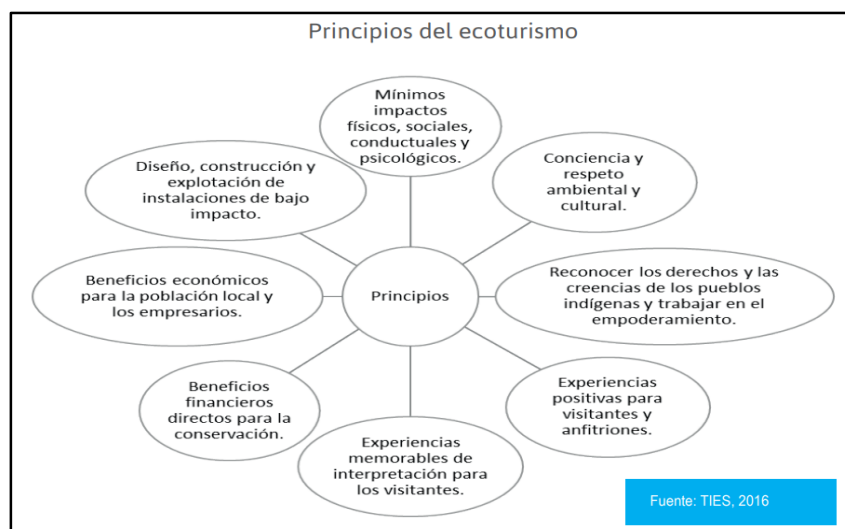 Principios del ecoturismo
Mínimos
impactos
físicos, sociales,
conductuales y
psicológicos.
Conciencia y
respeto
ambiental y
cultural.
Reconocer los derechos y las
creencias de los pueblos
indígenas y trabajar en el
empoderamiento.
Experiencias
positivas para
visitantes y
anfitriones.
Experiencias
memorables de
interpretación para
los visitantes.
Beneficios
financieros
directos para la
conservación.
Beneficios económicos
para la población local y
los empresarios.
Diseño, construcción y
explotación de
instalaciones de bajo
impacto.
Principios
Fuente: TIES, 2016